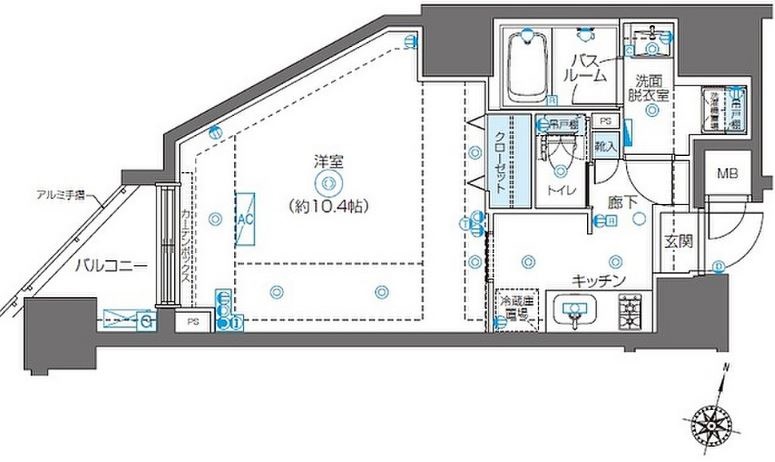 バス
ルーム
洗面
脱衣室
吊戸棚
洗濯機置場
吊戸棚
PS
クローゼット
トイレ
靴入
MB
洋室
(約10.4帖)
AC
廊下
玄関
アルミ手摺
カーテンボックス
バルコニー
キッチン
冷蔵庫
置場
PS
G
N